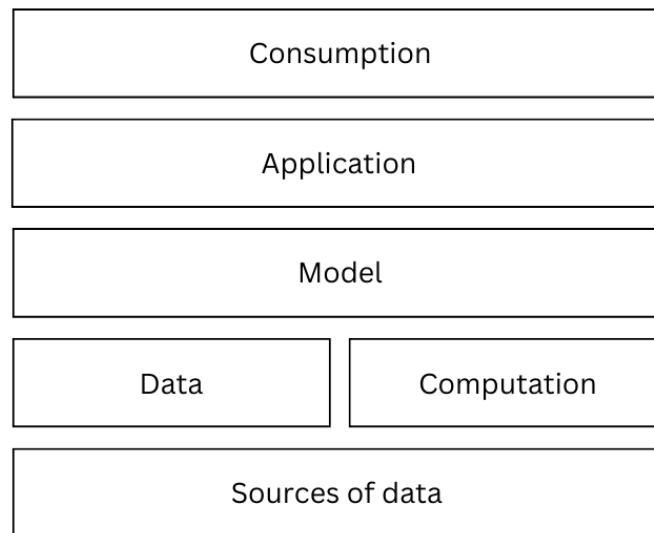 Consumption
Application
Model
Data
Computation
Sources of data